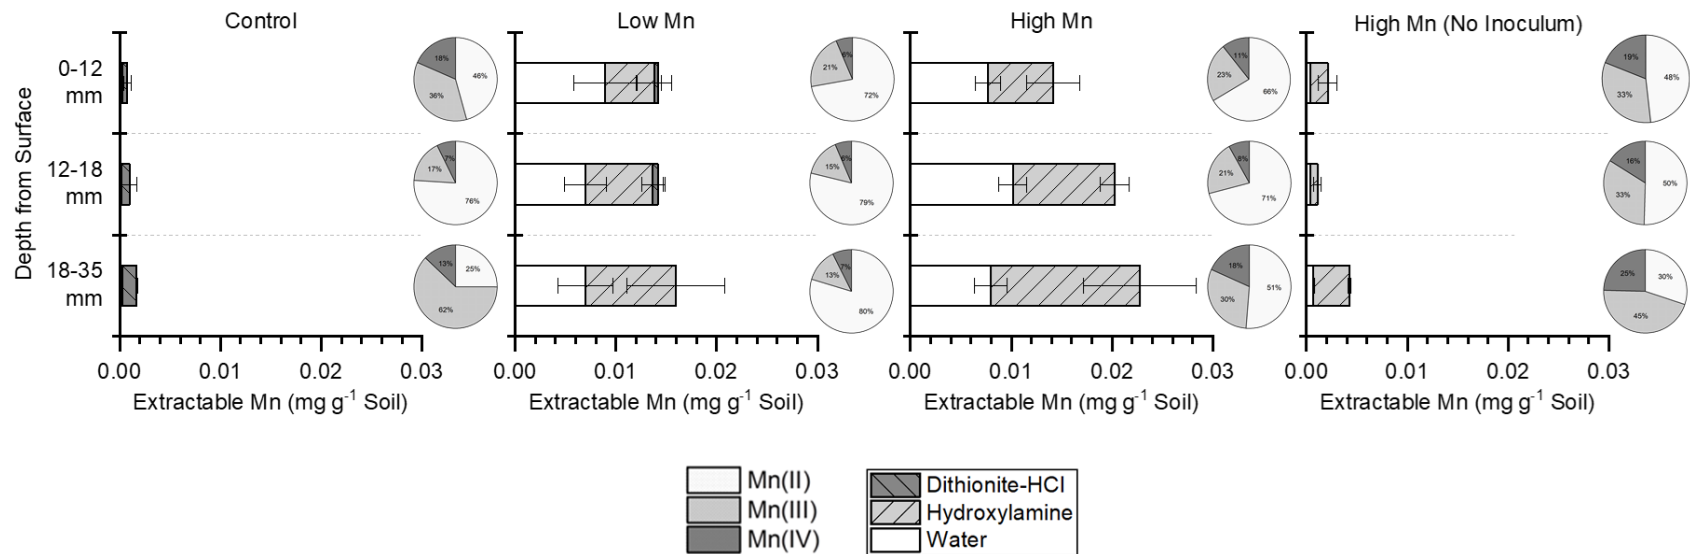 Control
Low Mn
High Mn
High Mn (No Inoculum)
Depth from Surface
0-12
mm
18%
46%
36%
6%
21%
72%
11%
23%
66%
19%
48%
33%
12-18
mm
7%
17%
76%
6%
15%
79%
8%
21%
71%
16%
50%
33%
18-35
mm
13%
25%
62%
7%
13%
80%
18%
51%
30%
25%
30%
45%
0.00 0.01 0.02 0.03
0.00 0.01 0.02 0.03
0.00 0.01 0.02 0.03
0.00 0.01 0.02 0.03
Extractable Mn (mg g⁻¹ Soil)
Extractable Mn (mg g⁻¹ Soil)
Extractable Mn (mg g⁻¹ Soil)
Extractable Mn (mg g⁻¹ Soil)
Mn(II)
Mn(III)
Mn(IV)
Dithionite-HCl
Hydroxylamine
Water